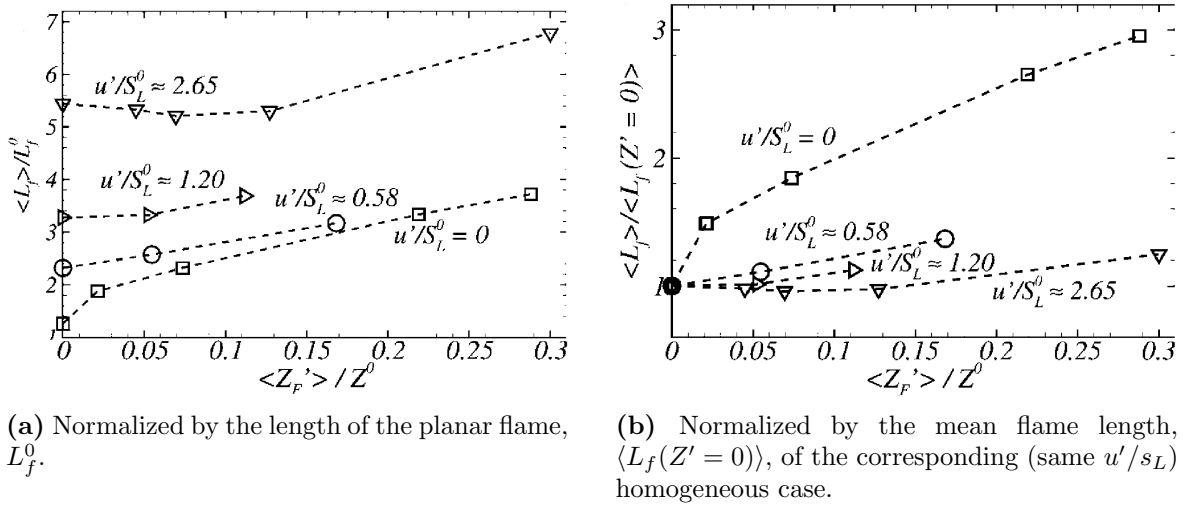 7
6
5
4
3
2
1
<L_f>/L_f^0
u'/S_L^0 ≈ 2.65
u'/S_L^0 ≈ 1.20
u'/S_L^0 ≈ 0.58
u'/S_L^0 = 0
0 0.05 0.1 0.15 0.2 0.25 0.3
<Z_F'> / Z^0
(a) Normalized by the length of the planar flame,
L_f^0.
3
2
1
<L_f>/<L_f(Z' = 0)>
u'/S_L^0 = 0
u'/S_L^0 ≈ 0.58
u'/S_L^0 ≈ 1.20
u'/S_L^0 ≈ 2.65
0 0.05 0.1 0.15 0.2 0.25 0.3
<Z_F'> / Z^0
(b) Normalized by the mean flame length,
⟨L_f(Z' = 0)⟩, of the corresponding (same u'/s_L)
homogeneous case.